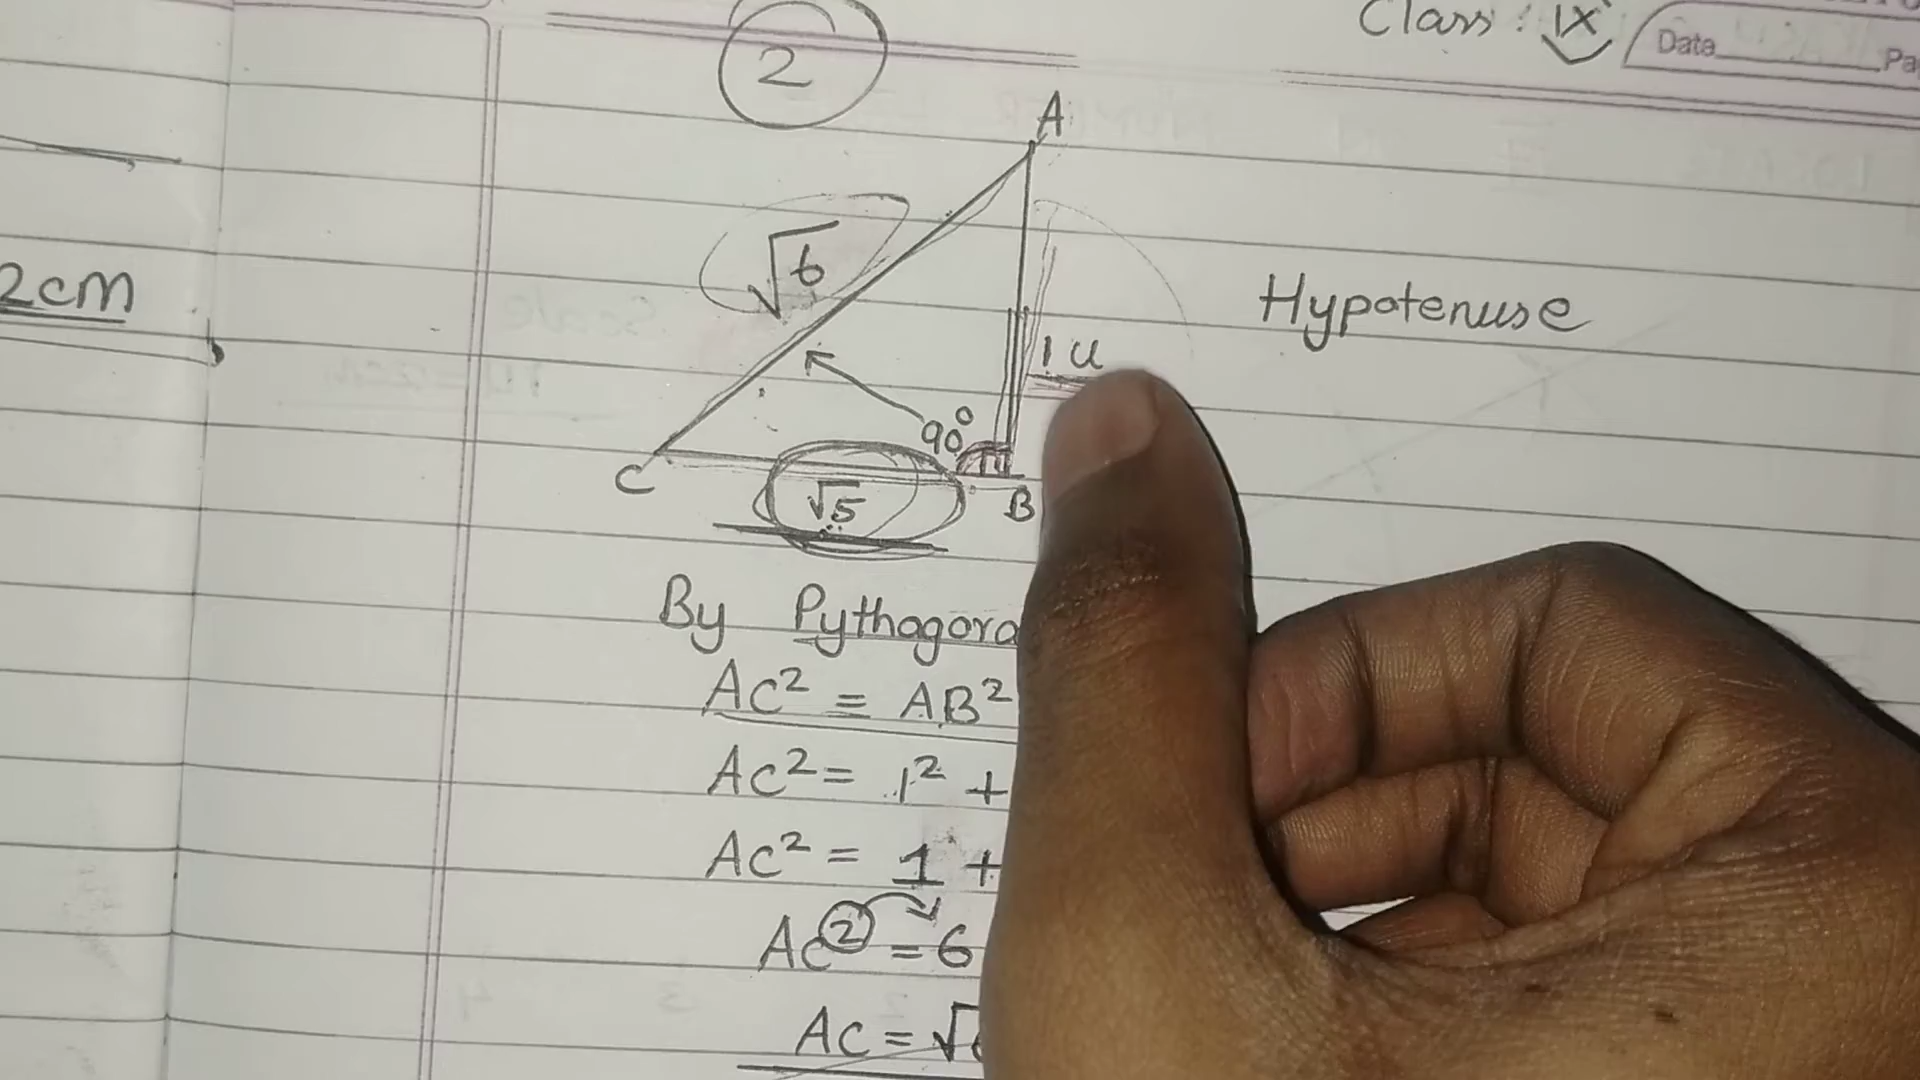 Class : IX
Date Pa
2
A
√6
2cm
Hypotenuse
1u
90°
C
√5
B
By Pythagora
AC² = AB²
AC² = 1² +
AC² = 1 +
AC² = 6
AC = √